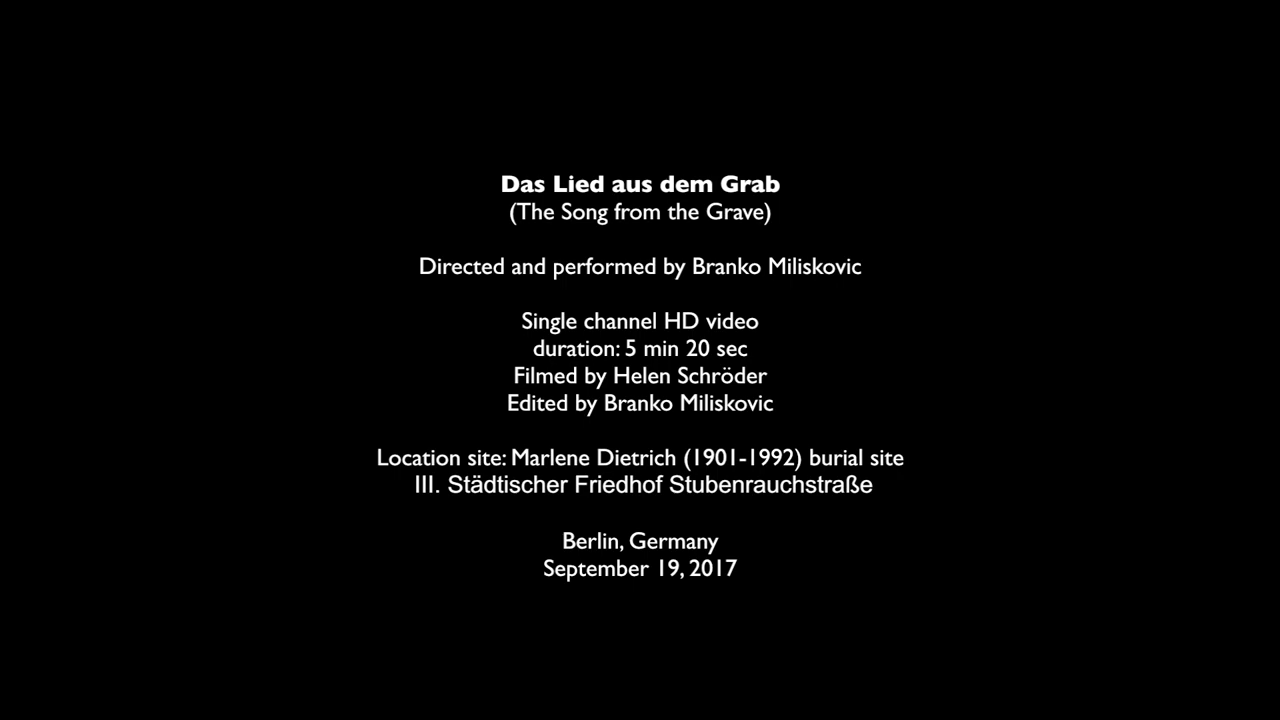 Das Lied aus dem Grab
(The Song from the Grave)
Directed and performed by Branko Miliskovic
Single channel HD video
duration: 5 min 20 sec
Filmed by Helen Schröder
Edited by Branko Miliskovic
Location site: Marlene Dietrich (1901-1992) burial site
III. Städtischer Friedhof Stubenrauchstraße
Berlin, Germany
September 19, 2017